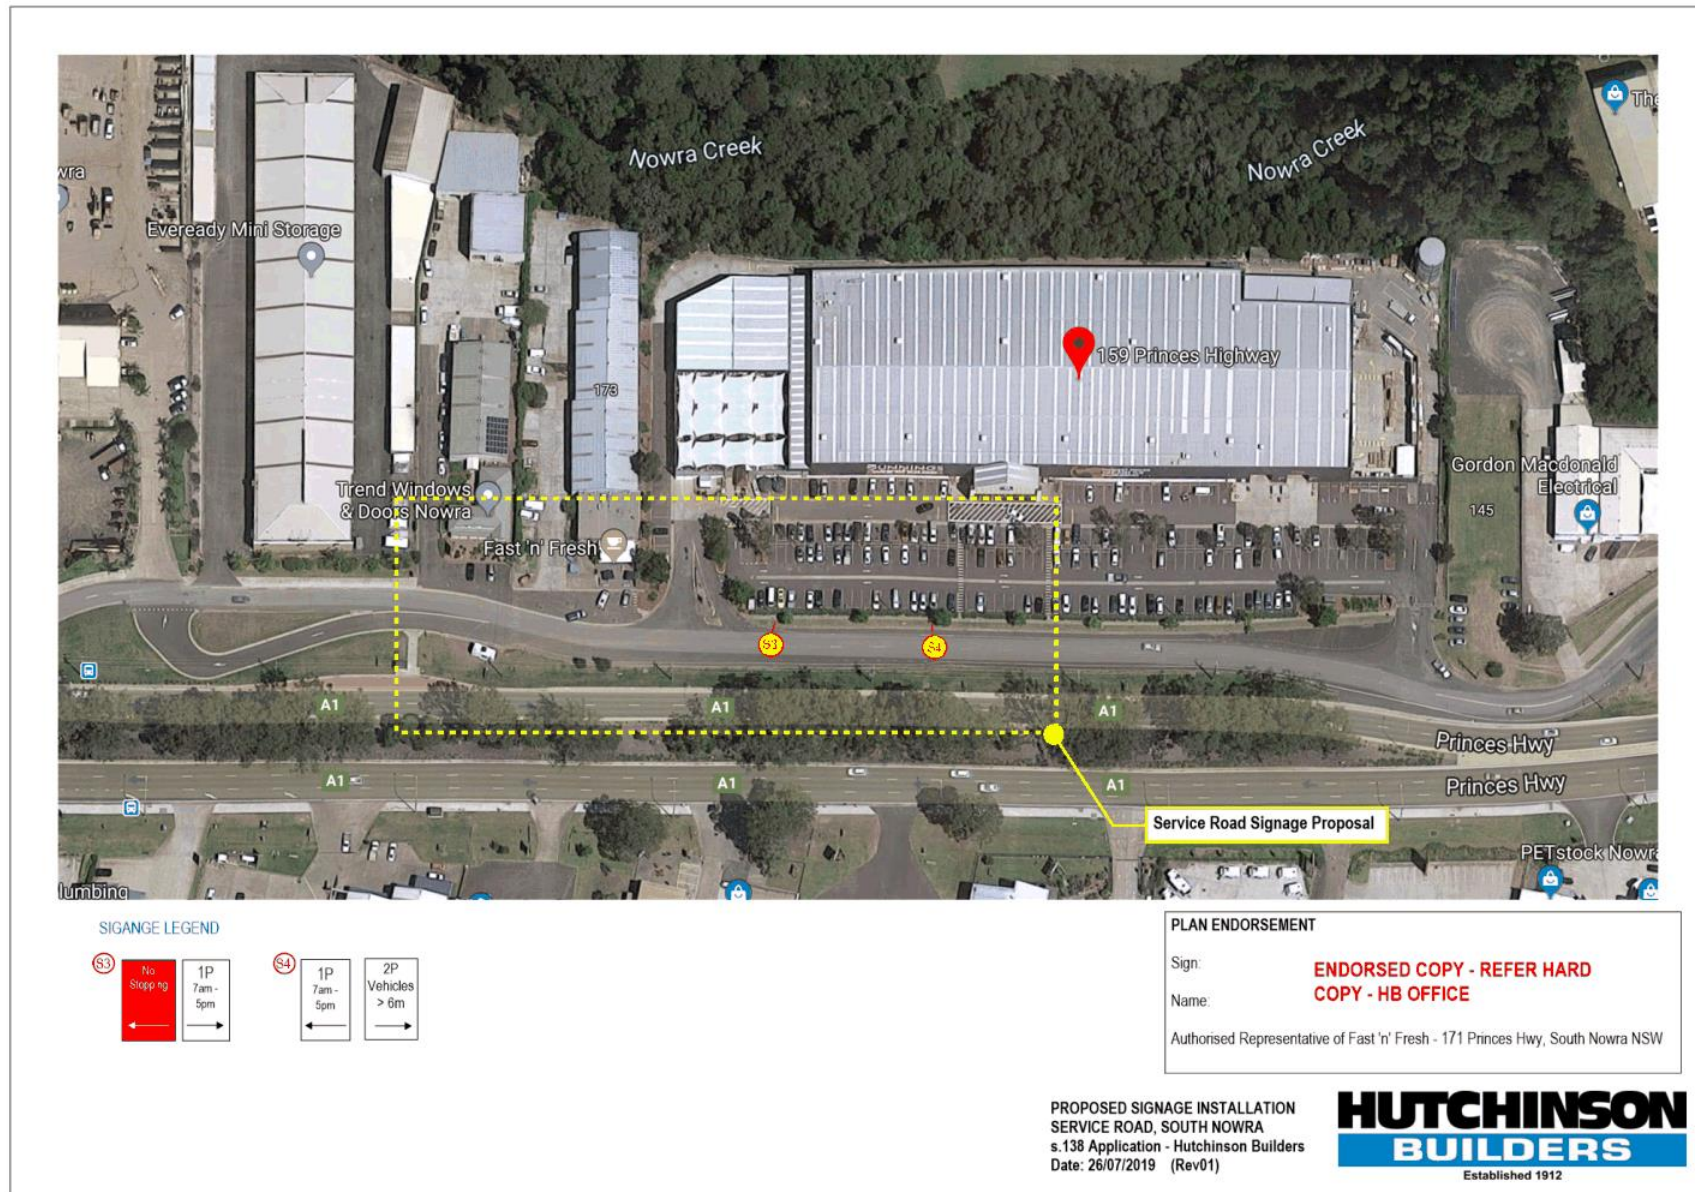 Nowra Creek
Nowra Creek
The
wra
Eveready Mini Storage
159 Princes Highway
173
BUNNINGS
Gordon Macdonald
Electrical
145
Trend Windows
& Doors Nowra
Fast 'n' Fresh
S3
S4
A1
A1
A1
Princes Hwy
A1
A1
A1
Princes Hwy
Service Road Signage Proposal
PETstock Nowra
lumbing
SIGANGE LEGEND
S3
No
Stopping
1P
7am -
5pm
S4
1P
7am -
5pm
2P
Vehicles
> 6m
PLAN ENDORSEMENT
Sign:
ENDORSED COPY - REFER HARD
COPY - HB OFFICE
Name:
Authorised Representative of Fast 'n' Fresh - 171 Princes Hwy, South Nowra NSW
PROPOSED SIGNAGE INSTALLATION
SERVICE ROAD, SOUTH NOWRA
s.138 Application - Hutchinson Builders
Date: 26/07/2019 (Rev01)
HUTCHINSON
BUILDERS
Established 1912